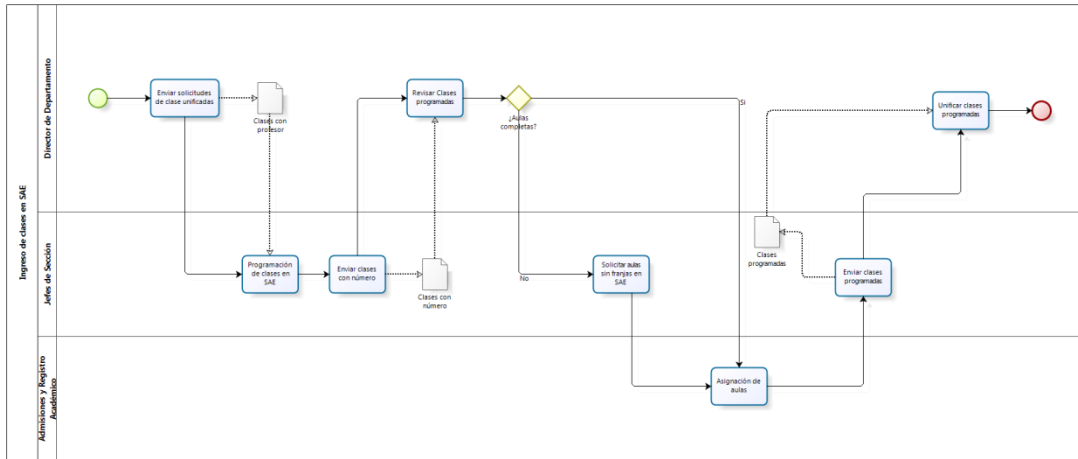 Ingreso de clases en SAE
Director de Departamento
Enviar solicitudes
de clase unificadas
Clases con
profesor
Revisar Clases
programadas
¿Aulas
completas?
Si
Unificar clases
programadas
Jefes de Sección
Programación
de clases en
SAE
Enviar clases
con número
Clases con
número
No
Solicitar aulas
sin franjas en
SAE
Clases
programadas
Enviar clases
programadas
Admisiones y Registro
Académico
Asignación de
aulas